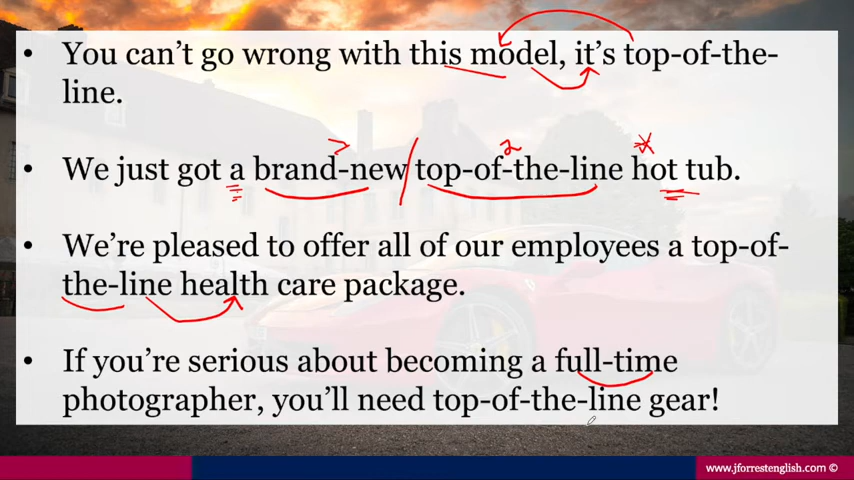 • You can't go wrong with this model, it's top-of-the-
line.
2 2 *
• We just got a brand-new / top-of-the-line hot tub.
• We're pleased to offer all of our employees a top-of-
the-line health care package.
• If you're serious about becoming a full-time
photographer, you'll need top-of-the-line gear!
www.jforrestenglish.com ©